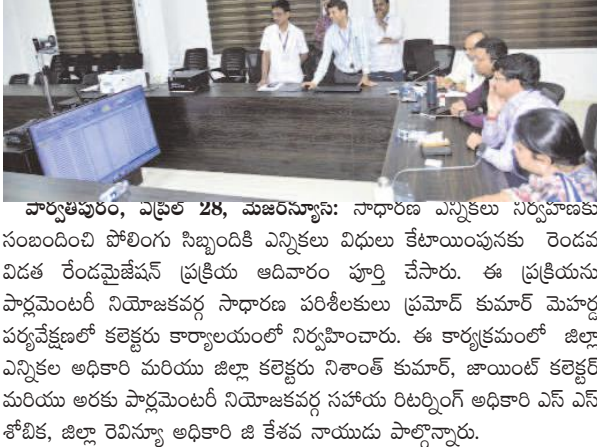 పార్వతీపురం, ఏప్రిల్ 28, మేజర్‌న్యూస్: సాధారణ ఎన్నికలు నిర్వహణకు
సంబందించి పోలింగు సిబ్బందికి ఎన్నికలు విధులు కేటాయింపునకు రెండవ
విడత రేండమైజేషన్ ప్రక్రియ ఆదివారం పూర్తి చేసారు. ఈ ప్రక్రియను
పార్లమెంటరీ నియోజకవర్గ సాధారణ పరిశీలకులు ప్రమోద్ కుమార్ మెహర్డ
పర్యవేక్షణలో కలెక్టరు కార్యాలయంలో నిర్వహించారు. ఈ కార్యక్రమంలో జిల్లా
ఎన్నికల అధికారి మరియు జిల్లా కలెక్టరు నిశాంత్ కుమార్, జాయింట్ కలెక్టర్
మరియు అరకు పార్లమెంటరీ నియోజకవర్గ సహాయ రిటర్నింగ్ అధికారి ఎస్ ఎస్
శోబిక, జిల్లా రెవిన్యూ అధికారి జి కేశవ నాయుడు పాల్గొన్నారు.